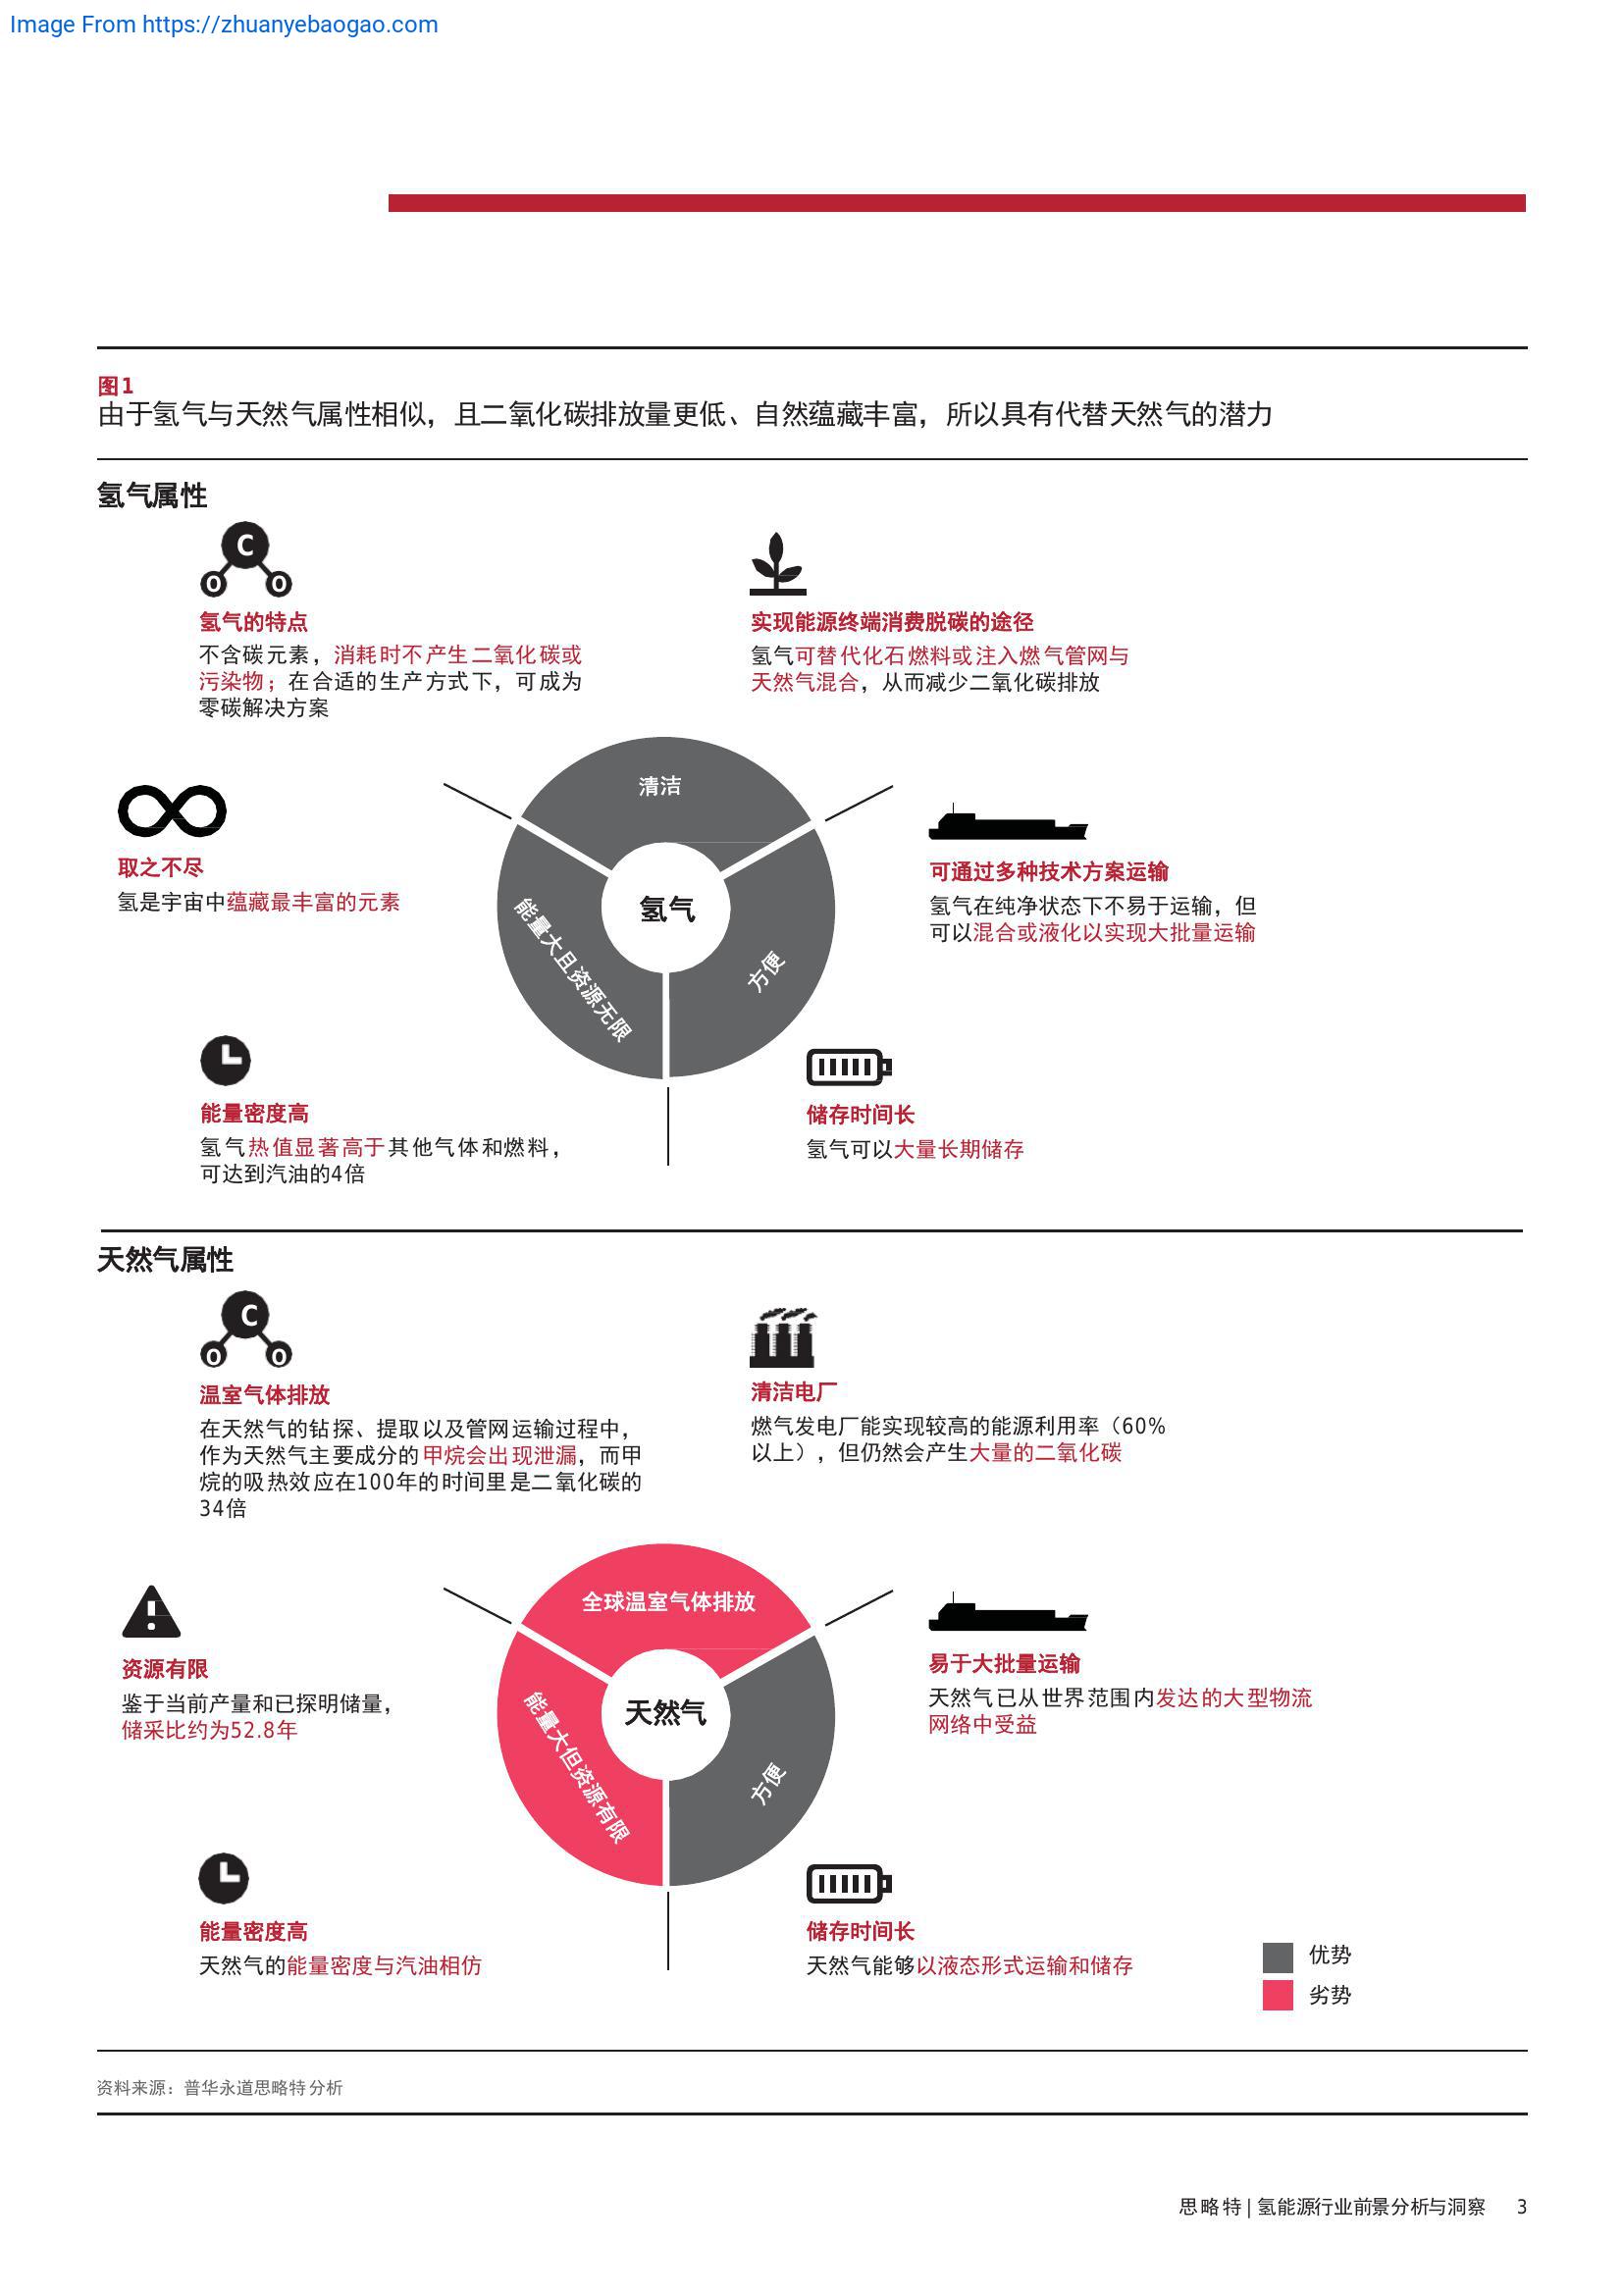 Image From https://zhuanyebaogao.com
图1
由于氢气与天然气属性相似，且二氧化碳排放量更低、自然蕴藏丰富，所以具有代替天然气的潜力
氢气属性
C
O O
氢气的特点
不含碳元素，消耗时不产生二氧化碳或
污染物；在合适的生产方式下，可成为
零碳解决方案
实现能源终端消费脱碳的途径
氢气可替代化石燃料或注入燃气管网与
天然气混合，从而减少二氧化碳排放
取之不尽
氢是宇宙中蕴藏最丰富的元素
清洁
能量大且资源无限
氢气
方便
可通过多种技术方案运输
氢气在纯净状态下不易于运输，但
可以混合或液化以实现大批量运输
能量密度高
氢气热值显著高于其他气体和燃料，
可达到汽油的4倍
储存时间长
氢气可以大量长期储存
天然气属性
C
O O
温室气体排放
在天然气的钻探、提取以及管网运输过程中，
作为天然气主要成分的甲烷会出现泄漏，而甲
烷的吸热效应在100年的时间里是二氧化碳的
34倍
清洁电厂
燃气发电厂能实现较高的能源利用率（60%
以上），但仍然会产生大量的二氧化碳
资源有限
鉴于当前产量和已探明储量，
储采比约为52.8年
全球温室气体排放
能量大但资源有限
天然气
方便
易于大批量运输
天然气已从世界范围内发达的大型物流
网络中受益
能量密度高
天然气的能量密度与汽油相仿
储存时间长
天然气能够以液态形式运输和储存
优势
劣势
资料来源：普华永道思略特分析
思略特 | 氢能源行业前景分析与洞察 3